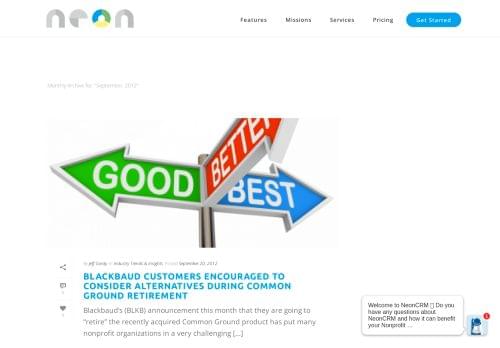 neon
Features Missions Services Pricing Get Started
Monthly Archive for: "September, 2012"
GOOD
BETTER
BEST
By Jeff Gordy In Industry Trends & Insights Posted September 20, 2012
BLACKBAUD CUSTOMERS ENCOURAGED TO
CONSIDER ALTERNATIVES DURING COMMON
GROUND RETIREMENT
Blackbaud's (BLKB) announcement this month that they are going to
"retire" the recently acquired Common Ground product has put many
nonprofit organizations in a very challenging [...]
Welcome to NeonCRM Do you
have any questions about
NeonCRM and how it can benefit
your Nonprofit ...
1